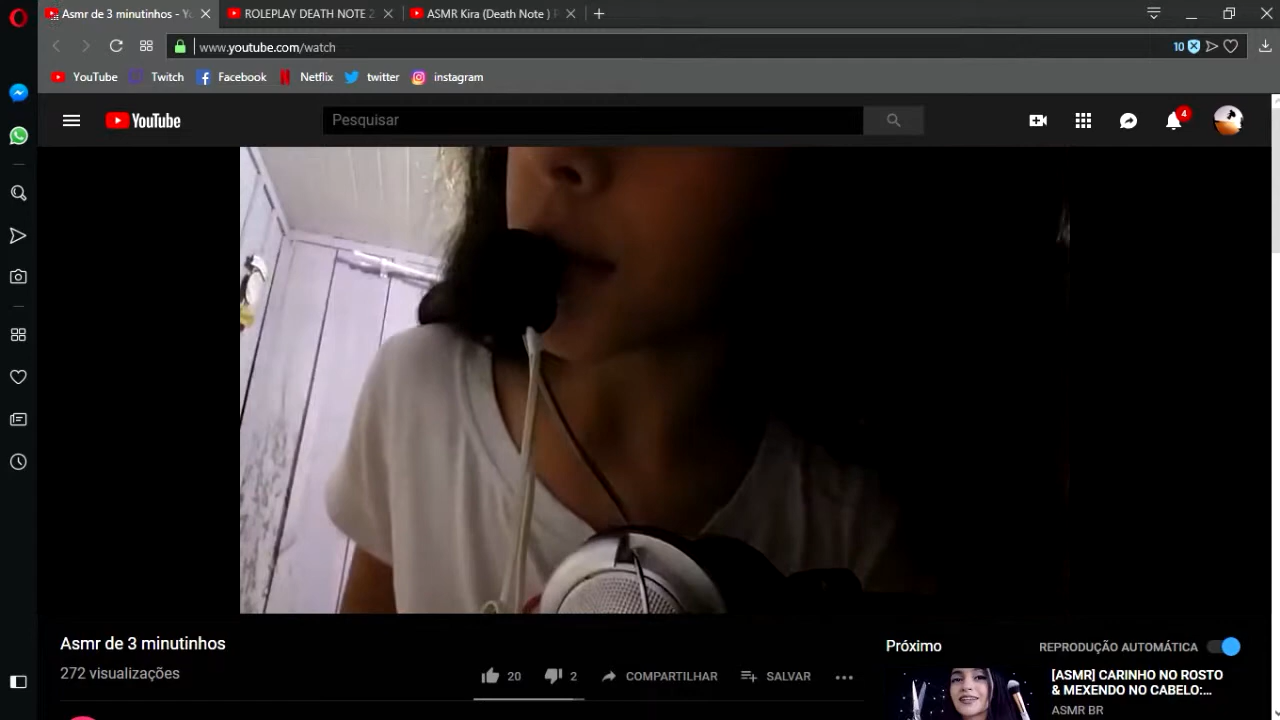 Asmr de 3 minutinhos - Yo
ROLEPLAY DEATH NOTE 2
ASMR Kira (Death Note )
www.youtube.com/watch
10
YouTube
Twitch
Facebook
Netflix
twitter
instagram
YouTube
Pesquisar
4
Asmr de 3 minutinhos
272 visualizações
20
2
COMPARTILHAR
SALVAR
Próximo
REPRODUÇÃO AUTOMÁTICA
[ASMR] CARINHO NO ROSTO
& MEXENDO NO CABELO:...
ASMR BR